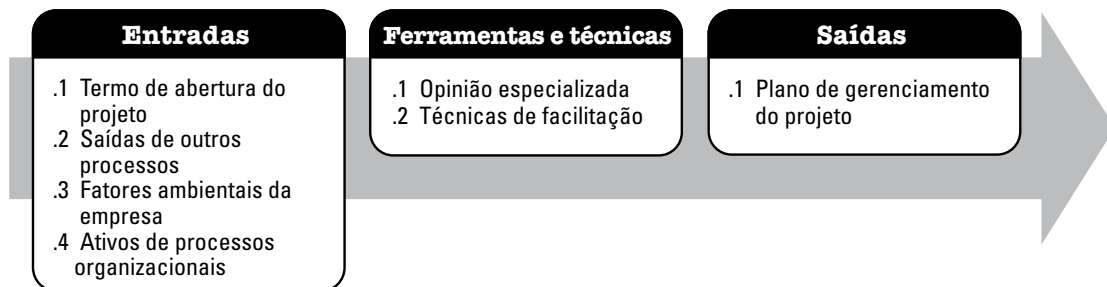 Entradas
.1 Termo de abertura do
projeto
.2 Saídas de outros
processos
.3 Fatores ambientais da
empresa
.4 Ativos de processos
organizacionais
Ferramentas e técnicas
.1 Opinião especializada
.2 Técnicas de facilitação
Saídas
.1 Plano de gerenciamento
do projeto